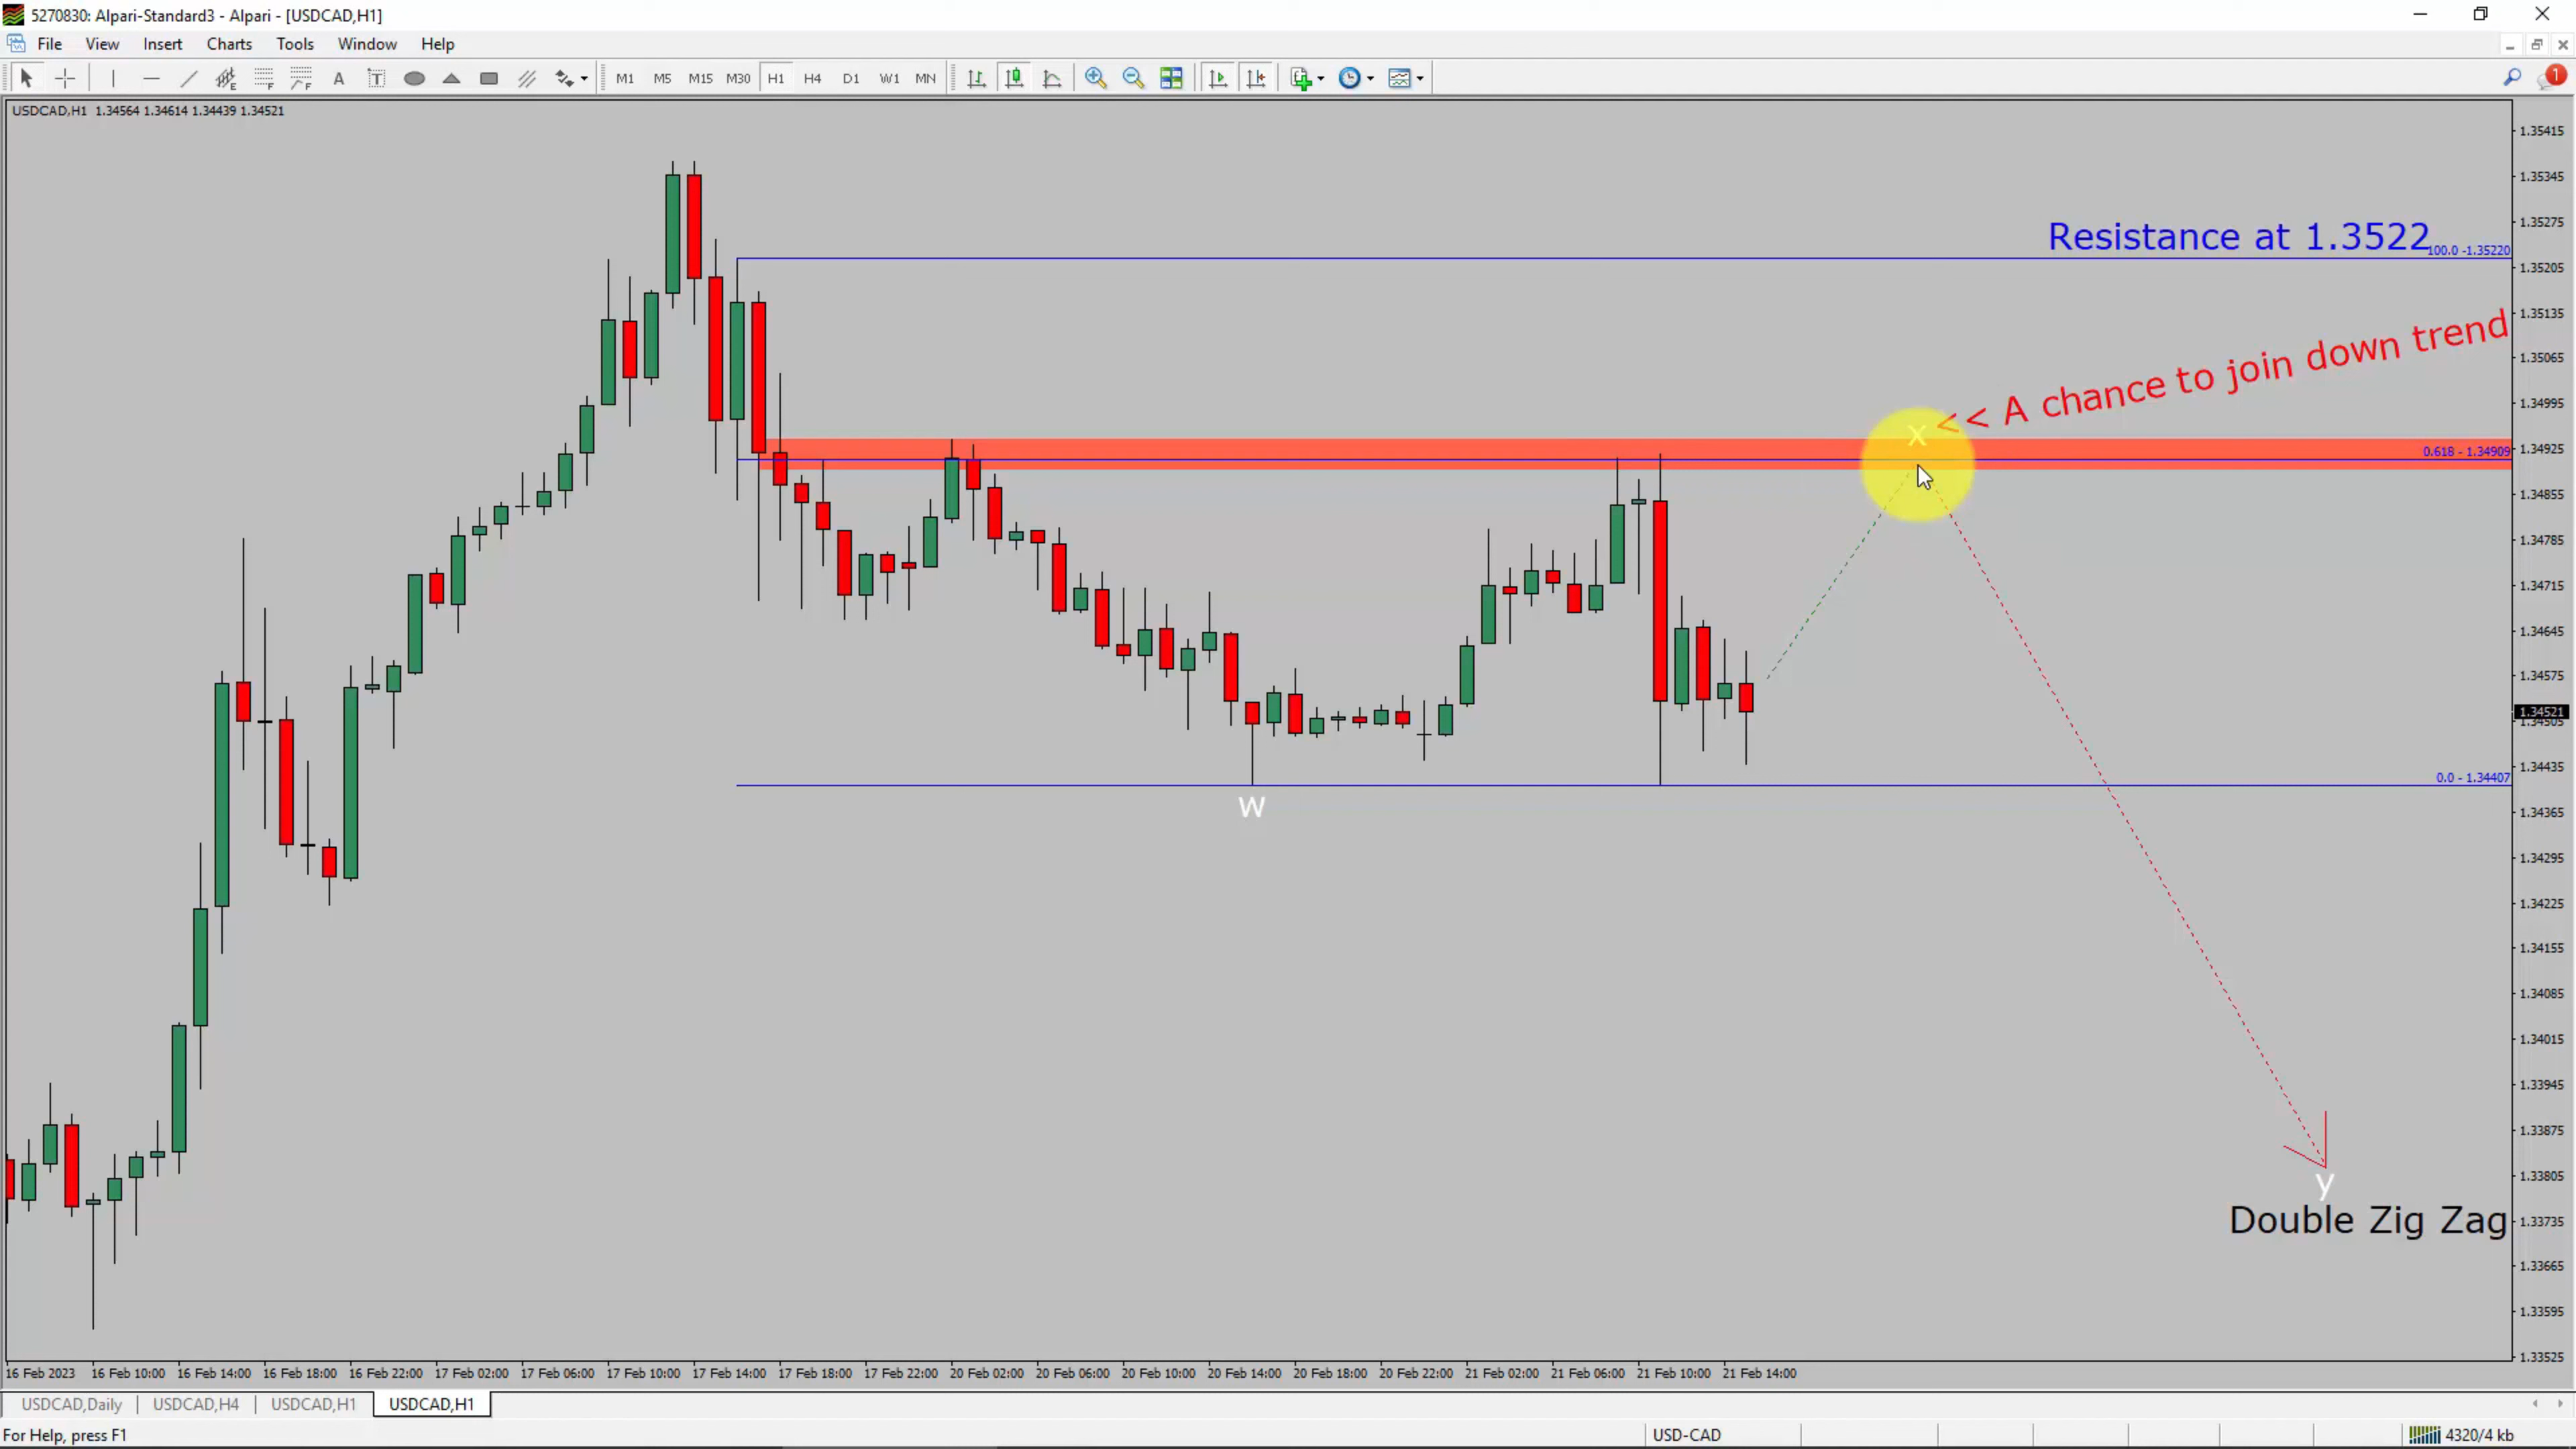 5270830: Alpari-Standard3 - Alpari - [USDCAD,H1]
File View Insert Charts Tools Window Help
A T M1 M5 M15 M30 H1 H4 D1 W1 MN 1
USDCAD,H1 1.34564 1.34614 1.34439 1.34521
1.35415
1.35345
1.35275
Resistance at 1.3522
100.0 -1.35220
1.35205
1.35135
<< A chance to join down trend
1.35065
1.34995
x
1.34925
0.618 - 1.34909
1.34855
1.34785
1.34715
1.34645
1.34575
1.34521
1.34505
1.34435
0.0 - 1.34407
w
1.34365
1.34295
1.34225
1.34155
1.34085
1.34015
1.33945
1.33875
1.33805
y
Double Zig Zag
1.33735
1.33665
1.33595
1.33525
16 Feb 2023 16 Feb 10:00 16 Feb 14:00 16 Feb 18:00 16 Feb 22:00 17 Feb 02:00 17 Feb 06:00 17 Feb 10:00 17 Feb 14:00 17 Feb 18:00 17 Feb 22:00 20 Feb 02:00 20 Feb 06:00 20 Feb 10:00 20 Feb 14:00 20 Feb 18:00 20 Feb 22:00 21 Feb 02:00 21 Feb 06:00 21 Feb 10:00 21 Feb 14:00
USDCAD,Daily USDCAD,H4 USDCAD,H1 USDCAD,H1
For Help, press F1 USD-CAD 4320/4 kb